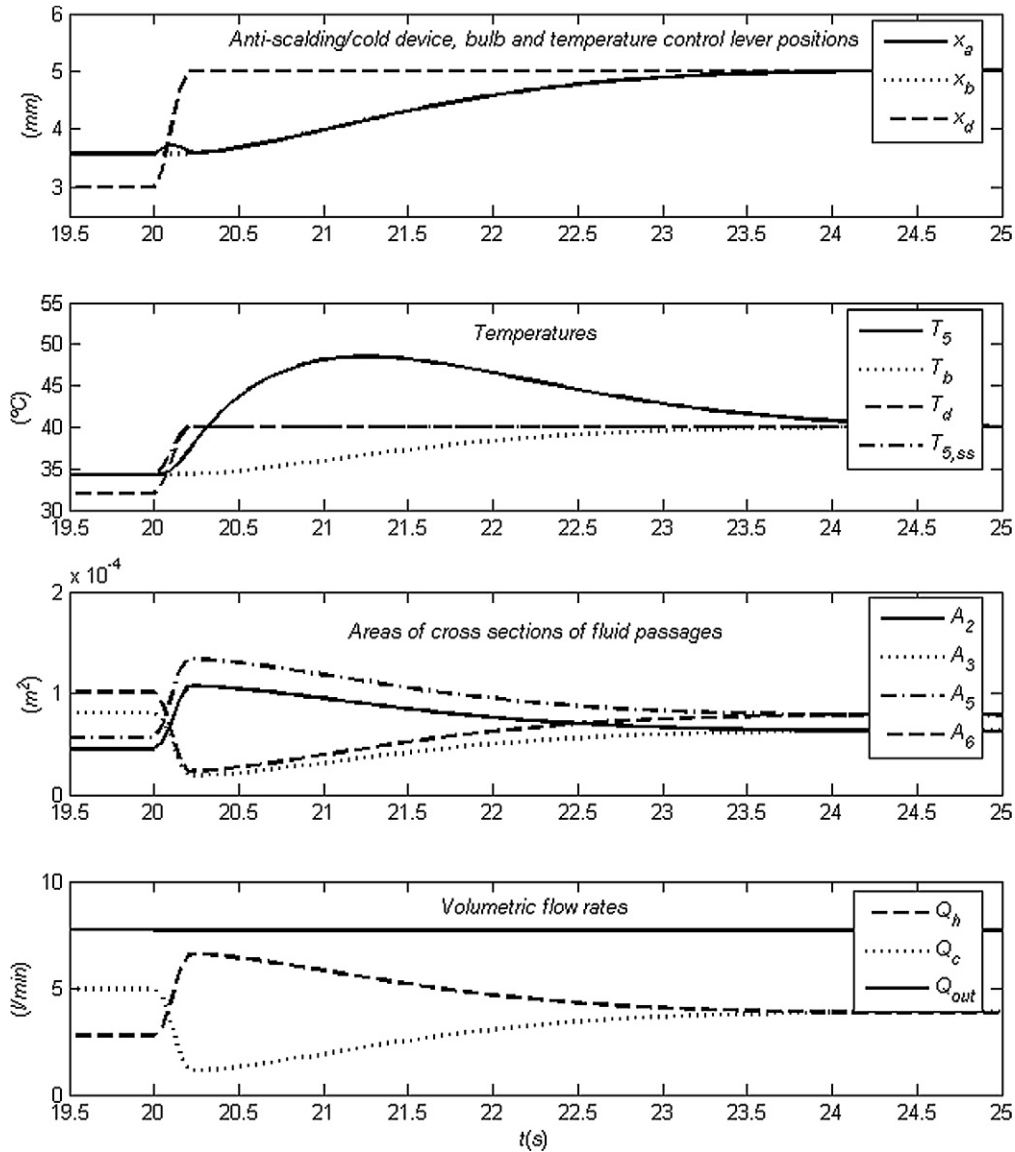 6
5
4
3
(mm)
Anti-scalding/cold device, bulb and temperature control lever positions
x_a
x_b
x_d
19.5 20 20.5 21 21.5 22 22.5 23 23.5 24 24.5 25
55
50
45
40
35
30
(ºC)
Temperatures
T_5
T_b
T_d
T_5,ss
19.5 20 20.5 21 21.5 22 22.5 23 23.5 24 24.5 25
x 10^-4
2
1
0
(m^2)
Areas of cross sections of fluid passages
A_2
A_3
A_5
A_6
19.5 20 20.5 21 21.5 22 22.5 23 23.5 24 24.5 25
10
5
0
(l/min)
Volumetric flow rates
Q_h
Q_c
Q_out
19.5 20 20.5 21 21.5 22 22.5 23 23.5 24 24.5 25
t(s)